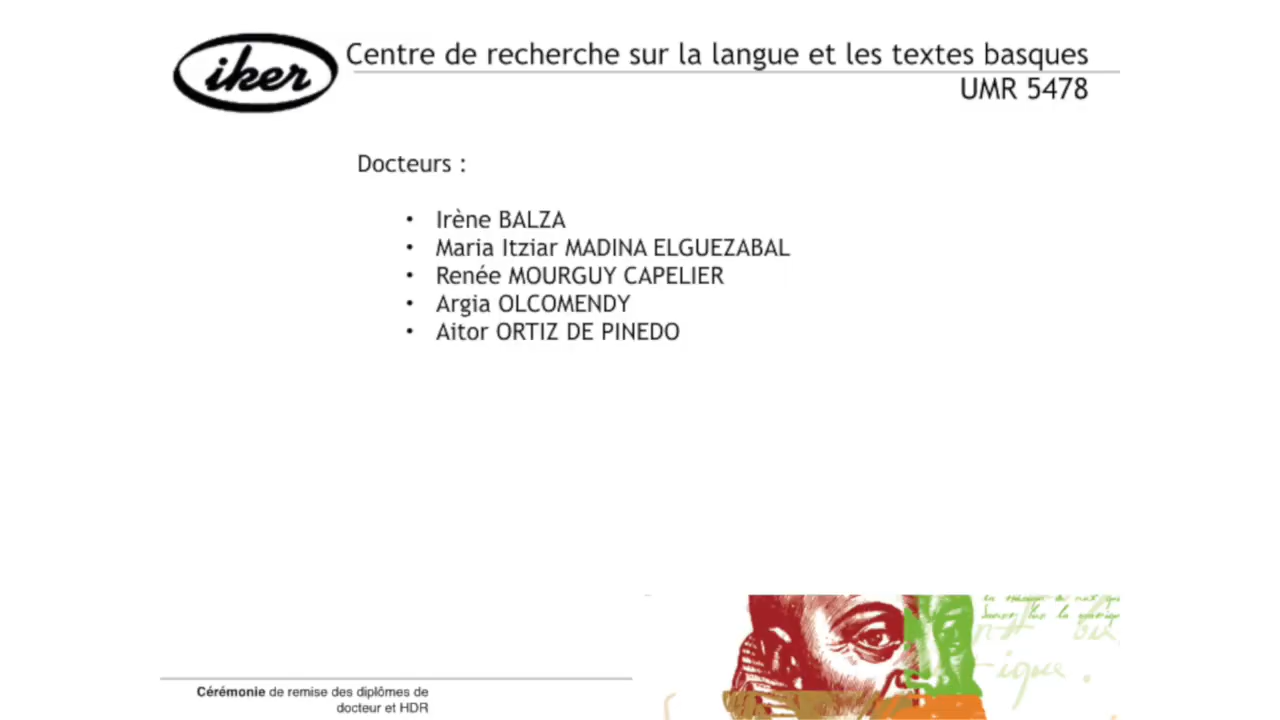 iker
Centre de recherche sur la langue et les textes basques
UMR 5478
Docteurs :
• Irène BALZA
• Maria Itziar MADINA ELGUEZABAL
• Renée MOURGUY CAPELIER
• Argia OLCOMENDY
• Aitor ORTIZ DE PINEDO
Cérémonie de remise des diplômes de
docteur et HDR
ique.